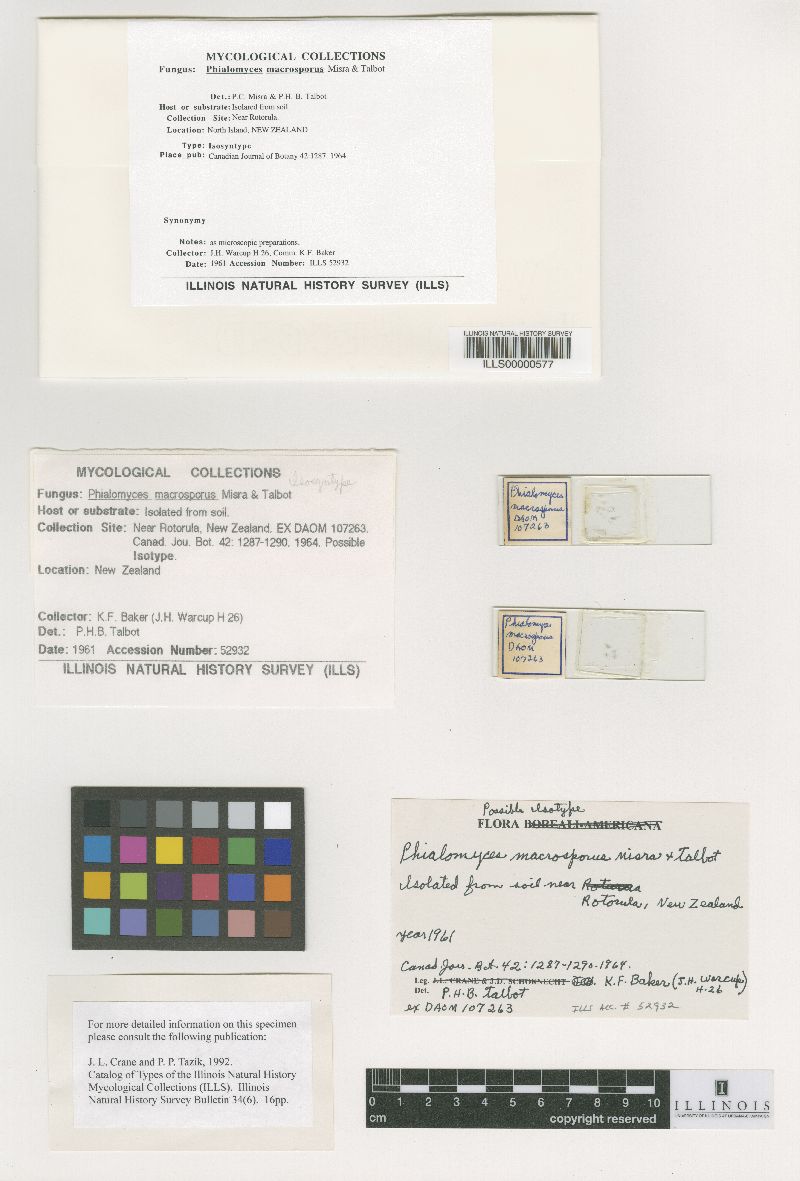 MYCOLOGICAL COLLECTIONS
Fungus: Phialomyces macrosporus Misra & Talbot
Det.: P.C. Misra & P.H. B. Talbot
Host or substrate: Isolared from soil
Collection Site: Near Rotorula.
Location: North Island, NEW ZEALAND
Type: Isosyntype
Place pub: Canadian Journal of Botany 42:1287 1964
Synonymy
Notes: as microscopic preparations.
Collector: J.H. Warcup H 26, Comm. K.F. Baker
Date: 1961 Accession Number: ILLS 52932
ILLINOIS NATURAL HISTORY SURVEY (ILLS)
ILLINOIS NATURAL HISTORY SURVEY
ILLS00000577
MYCOLOGICAL COLLECTIONS
Isosyntype
Fungus: Phialomyces macrosporus Misra & Talbot
Host or substrate: Isolated from soil.
Collection Site: Near Rotorula, New Zealand, EX DAOM 107263,
Canad. Jou. Bot. 42: 1287-1290, 1964. Possible
Isotype.
Location: New Zealand
Collector: K.F. Baker (J.H. Warcup H 26)
Det.: P.H.B. Talbot
Date: 1961 Accession Number: 52932
ILLINOIS NATURAL HISTORY SURVEY (ILLS)
Phialomyces
macrosporus
DAOM
107263
Phialomyces
macrosporus
DAOM
107263
Possible Isotype
FLORA BOREALI-AMERICANA
Phialomyces macrosporus Misra & Talbot
Isolated from soil near
Rotorula, New Zealand
year 1961
Canad. Jou. Bot. 42:1287-1290. 1964.
Leg. J.L. CRANE & J.D. SCHOKNECHT K.F. Baker (J.H. Warcup)
H-26
Det. P.H.B. Talbot
ex DAOM 107263
ILLS Acc. # 52932
For more detailed information on this specimen
please consult the following publication:
J. L. Crane and P. P. Tazik, 1992.
Catalog of Types of the Illinois Natural History
Mycological Collections (ILLS). Illinois
Natural History Survey Bulletin 34(6). 16pp.
0 1 2 3 4 5 6 7 8 9 10
cm copyright reserved
I
ILLINOIS
UNIVERSITY OF ILLINOIS AT URBANA-CHAMPAIGN